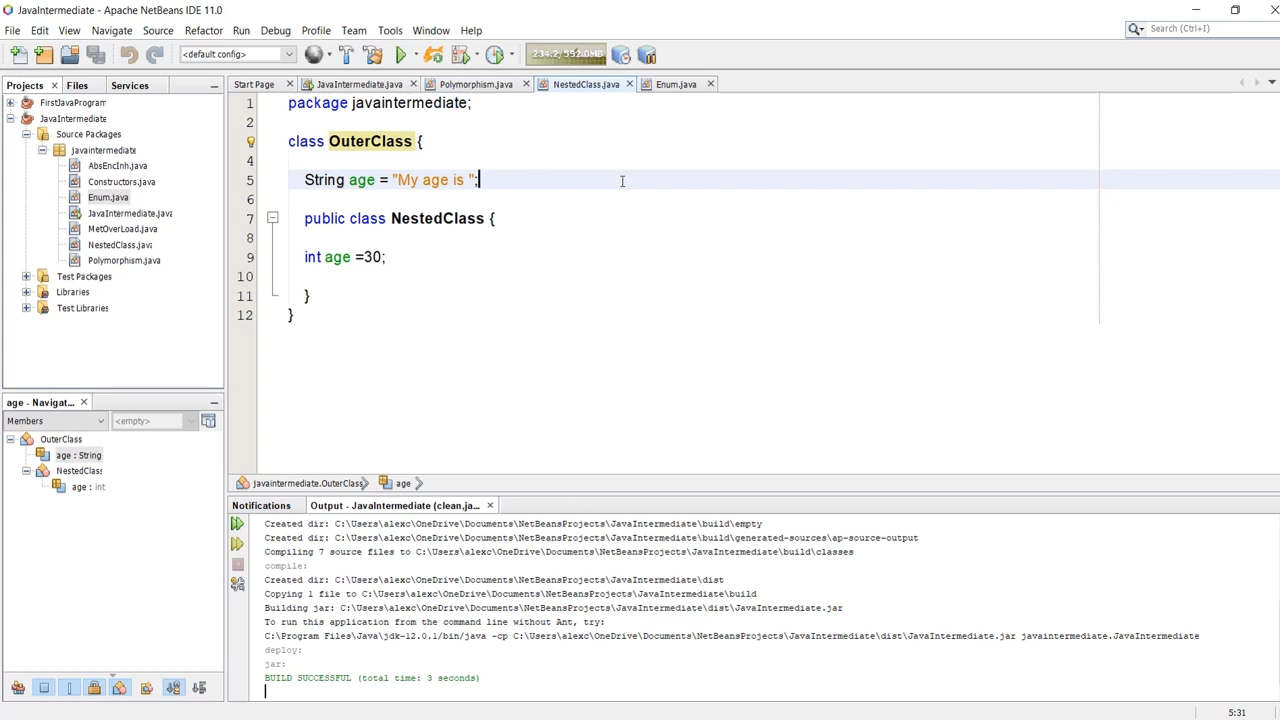 JavaIntermediate - Apache NetBeans IDE 11.0
File Edit View Navigate Source Refactor Run Debug Profile Team Tools Window Help
Search (Ctrl+I)
<default config>
234.2/592.0MB
Projects Files Services
Start Page JavaIntermediate.java Polymorphism.java NestedClass.java Enum.java
FirstJavaProgram
JavaIntermediate
Source Packages
javaintermediate
AbsEncInh.java
Constructors.java
Enum.java
JavaIntermediate.java
MetOverLoad.java
NestedClass.java
Polymorphism.java
Test Packages
Libraries
Test Libraries
1 package javaintermediate;
2
3 class OuterClass {
4
5 String age = "My age is ";
6
7 public class NestedClass {
8
9 int age =30;
10
11 }
12 }
age - Navigat...
Members <empty>
OuterClass
age : String
NestedClass
age : int
javaintermediate.OuterClass age
Notifications Output - JavaIntermediate (clean,ja...
Created dir: C:\Users\alexc\OneDrive\Documents\NetBeansProjects\JavaIntermediate\build\empty
Created dir: C:\Users\alexc\OneDrive\Documents\NetBeansProjects\JavaIntermediate\build\generated-sources\ap-source-output
Compiling 7 source files to C:\Users\alexc\OneDrive\Documents\NetBeansProjects\JavaIntermediate\build\classes
compile:
Created dir: C:\Users\alexc\OneDrive\Documents\NetBeansProjects\JavaIntermediate\dist
Copying 1 file to C:\Users\alexc\OneDrive\Documents\NetBeansProjects\JavaIntermediate\build
Building jar: C:\Users\alexc\OneDrive\Documents\NetBeansProjects\JavaIntermediate\dist\JavaIntermediate.jar
To run this application from the command line without Ant, try:
C:\Program Files\Java\jdk-12.0.1/bin/java -cp C:\Users\alexc\OneDrive\Documents\NetBeansProjects\JavaIntermediate\dist\JavaIntermediate.jar javaintermediate.JavaIntermediate
deploy:
jar:
BUILD SUCCESSFUL (total time: 3 seconds)
5:31